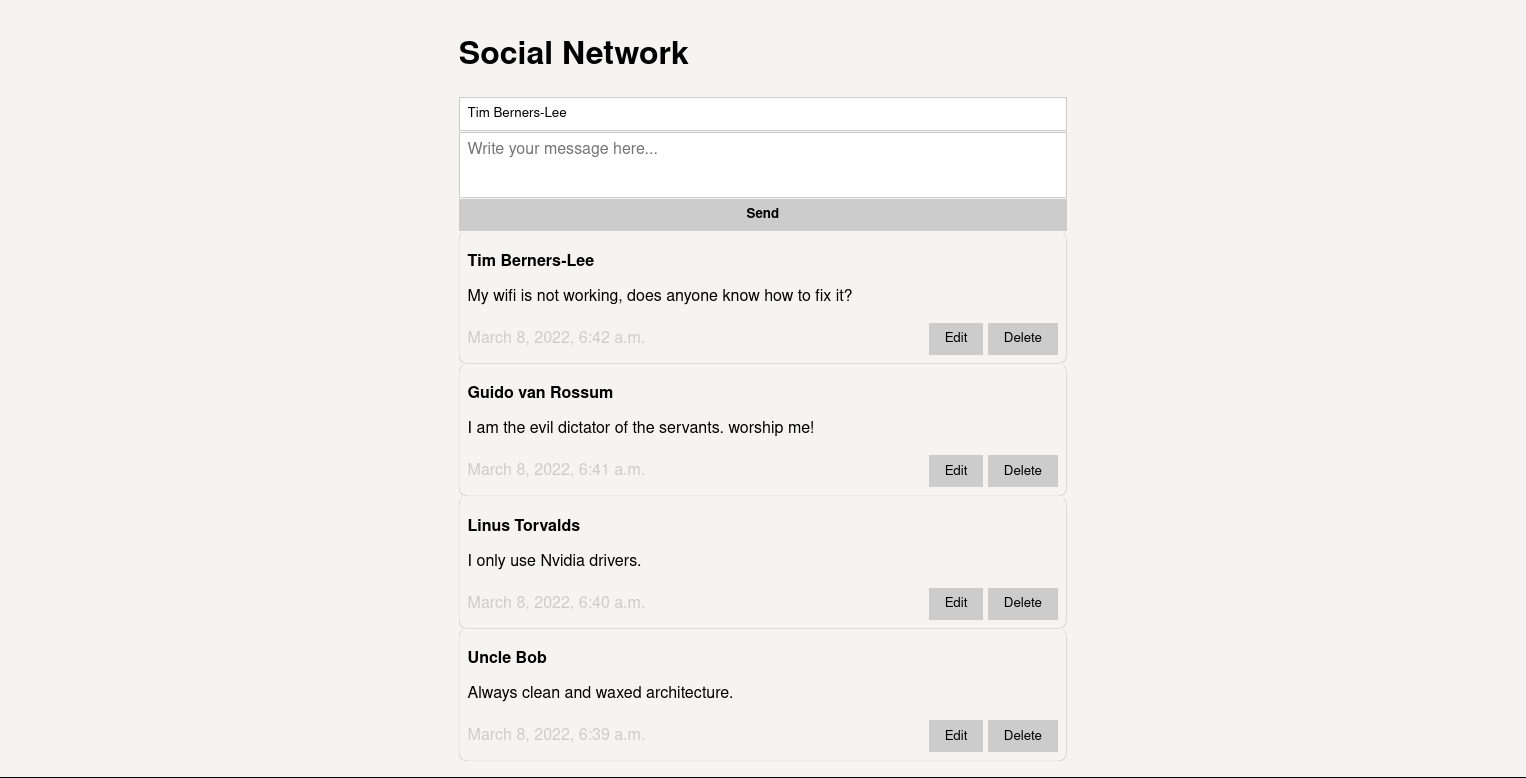 Social Network
Tim Berners-Lee
Write your message here...
Send
Tim Berners-Lee
My wifi is not working, does anyone know how to fix it?
March 8, 2022, 6:42 a.m. Edit Delete
Guido van Rossum
I am the evil dictator of the servants. worship me!
March 8, 2022, 6:41 a.m. Edit Delete
Linus Torvalds
I only use Nvidia drivers.
March 8, 2022, 6:40 a.m. Edit Delete
Uncle Bob
Always clean and waxed architecture.
March 8, 2022, 6:39 a.m. Edit Delete